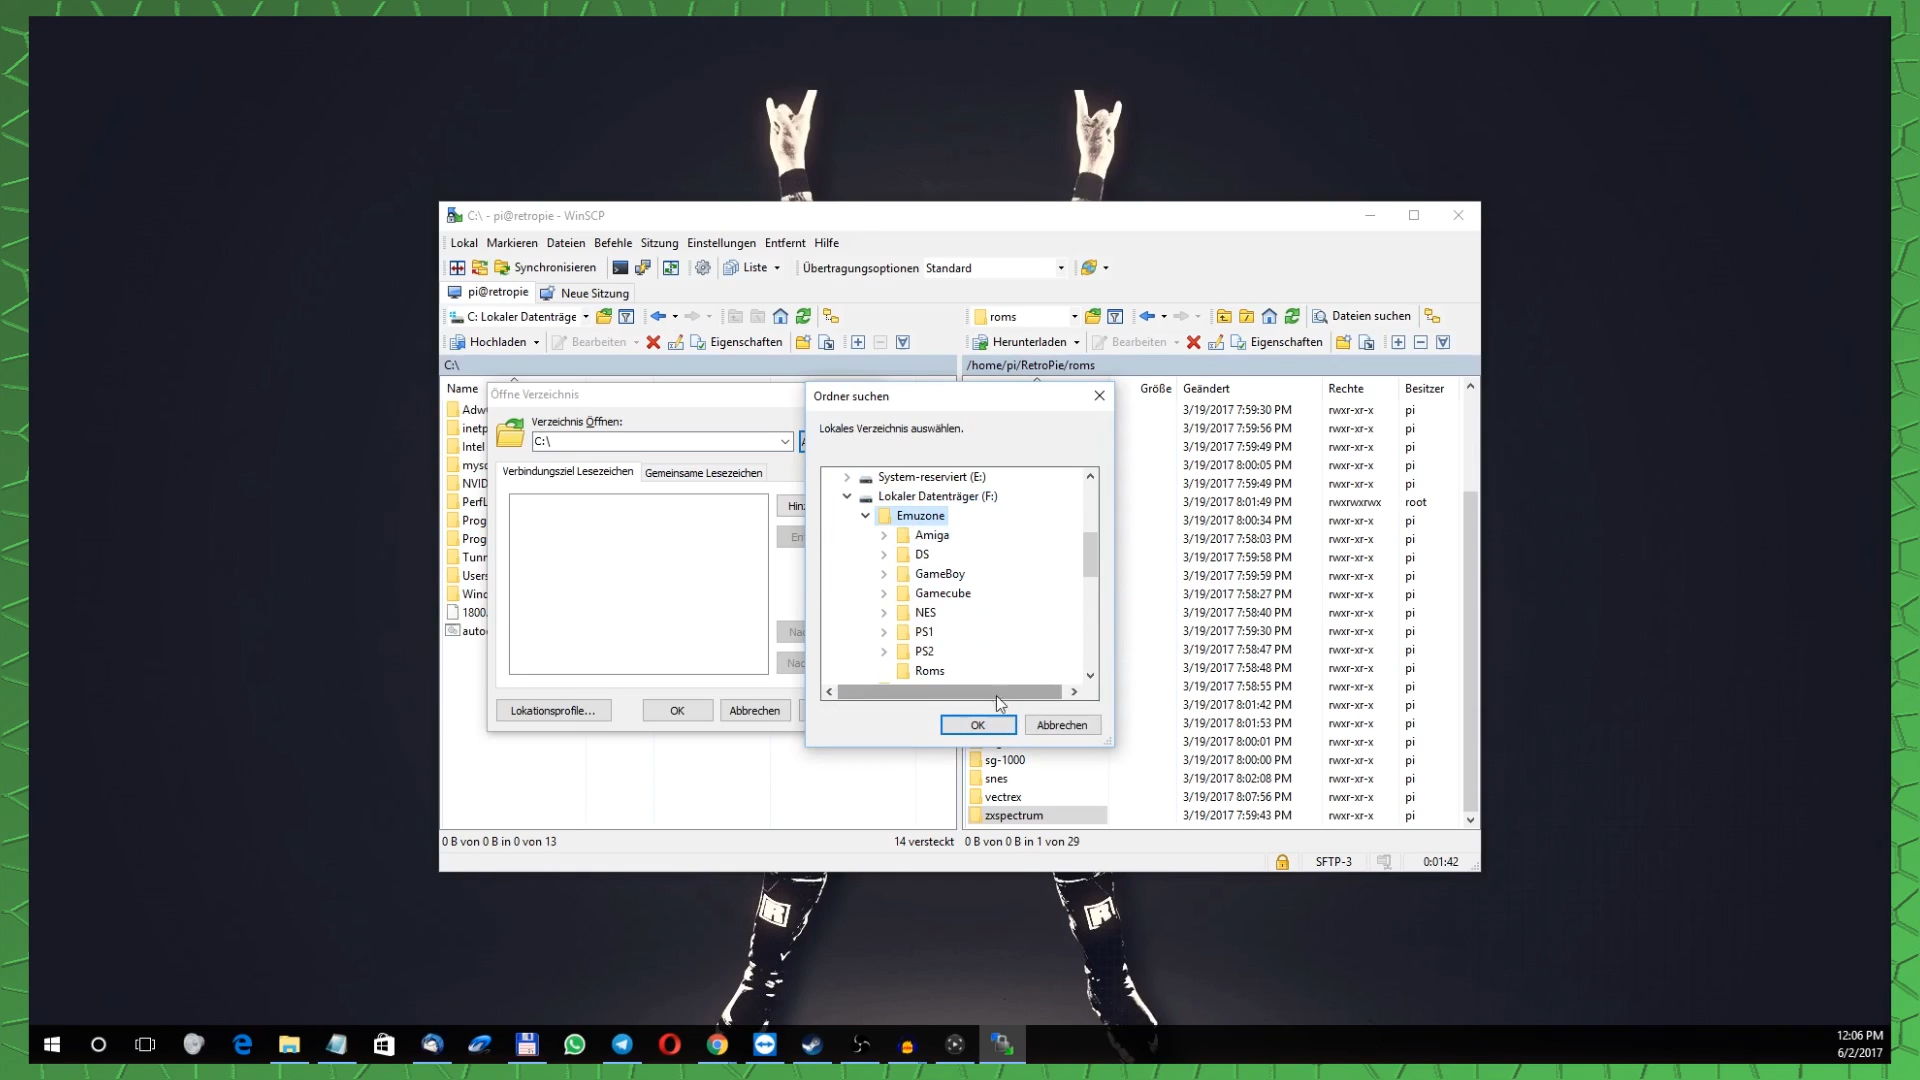 C:\ - pi@retropie - WinSCP
Lokal Markieren Dateien Befehle Sitzung Einstellungen Entfernt Hilfe
Synchronisieren Liste Übertragungsoptionen Standard
pi@retropie Neue Sitzung
C: Lokaler Datenträge
roms Dateien suchen
Hochladen Bearbeiten Eigenschaften
Herunterladen Bearbeiten Eigenschaften
C:\
/home/pi/RetroPie/roms
Name
Adw
inetp
Intel
mysc
NVID
PerfL
Prog
Prog
Tunn
Users
Wind
1800.
auto
Öffne Verzeichnis
Verzeichnis Öffnen:
C:\
Verbindungsziel Lesezeichen Gemeinsame Lesezeichen
Hin
En
Nac
Nac
Lokationsprofile... OK Abbrechen
Ordner suchen
Lokales Verzeichnis auswählen.
System-reserviert (E:)
Lokaler Datenträger (F:)
Emuzone
Amiga
DS
GameBoy
Gamecube
NES
PS1
PS2
Roms
OK Abbrechen
Größe Geändert Rechte Besitzer
3/19/2017 7:59:30 PM rwxr-xr-x pi
3/19/2017 7:59:56 PM rwxr-xr-x pi
3/19/2017 7:59:49 PM rwxr-xr-x pi
3/19/2017 8:00:05 PM rwxr-xr-x pi
3/19/2017 7:59:49 PM rwxr-xr-x pi
3/19/2017 8:01:49 PM rwxrwxrwx root
3/19/2017 8:00:34 PM rwxr-xr-x pi
3/19/2017 7:58:03 PM rwxr-xr-x pi
3/19/2017 7:59:58 PM rwxr-xr-x pi
3/19/2017 7:59:59 PM rwxr-xr-x pi
3/19/2017 7:58:27 PM rwxr-xr-x pi
3/19/2017 7:58:40 PM rwxr-xr-x pi
3/19/2017 7:59:30 PM rwxr-xr-x pi
3/19/2017 7:58:47 PM rwxr-xr-x pi
3/19/2017 7:58:48 PM rwxr-xr-x pi
3/19/2017 7:58:55 PM rwxr-xr-x pi
3/19/2017 8:01:42 PM rwxr-xr-x pi
3/19/2017 8:01:53 PM rwxr-xr-x pi
3/19/2017 8:00:01 PM rwxr-xr-x pi
sg-1000 3/19/2017 8:00:00 PM rwxr-xr-x pi
snes 3/19/2017 8:02:08 PM rwxr-xr-x pi
vectrex 3/19/2017 8:07:56 PM rwxr-xr-x pi
zxspectrum 3/19/2017 7:59:43 PM rwxr-xr-x pi
0 B von 0 B in 0 von 13 14 versteckt
0 B von 0 B in 1 von 29
SFTP-3 0:01:42
R R
12:06 PM
6/2/2017